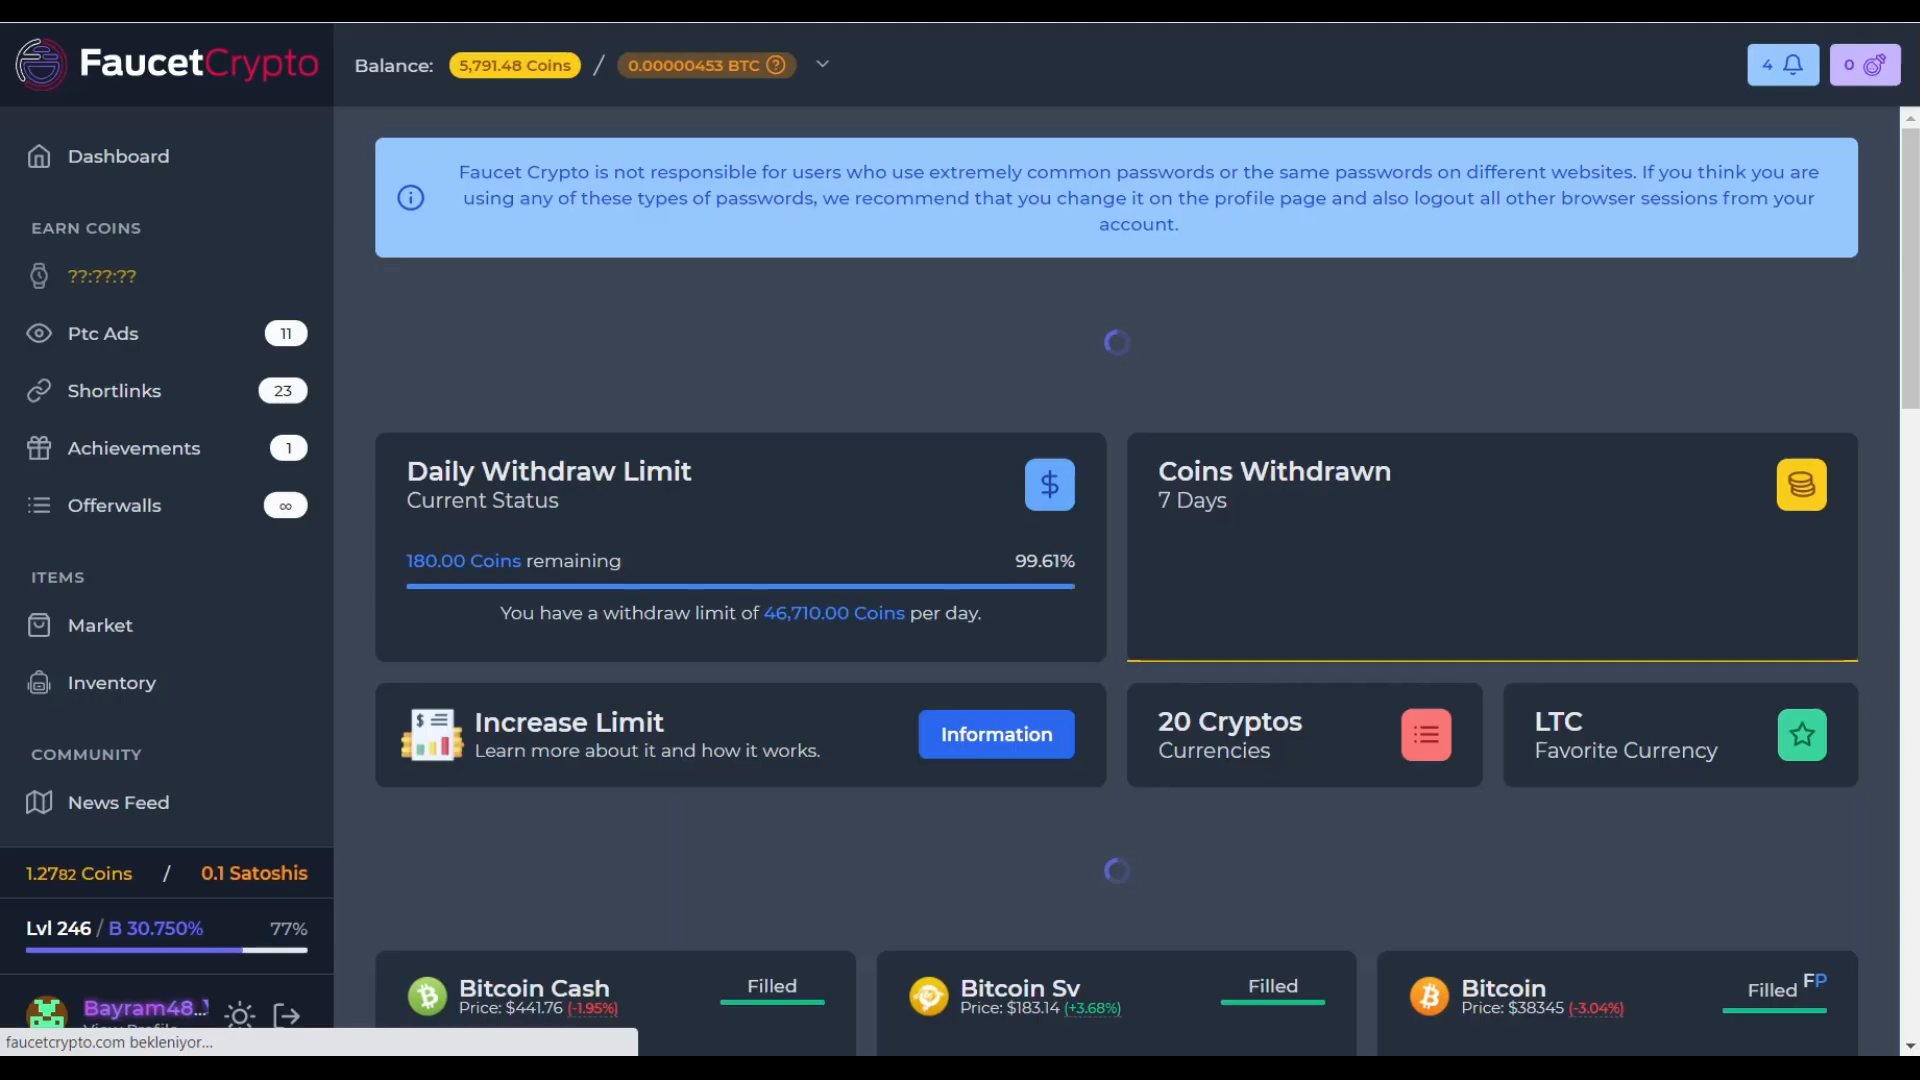 FaucetCrypto
Balance: 5,791.48 Coins / 0.00000453 BTC
4
0
Dashboard
EARN COINS
??:??:??
Ptc Ads 11
Shortlinks 23
Achievements 1
Offerwalls ∞
ITEMS
Market
Inventory
COMMUNITY
News Feed
1.2782 Coins / 0.1 Satoshis
Lvl 246 / B 30.750% 77%
Bayram48...
View Profile
faucetcrypto.com bekleniyor...
Faucet Crypto is not responsible for users who use extremely common passwords or the same passwords on different websites. If you think you are
using any of these types of passwords, we recommend that you change it on the profile page and also logout all other browser sessions from your
account.
Daily Withdraw Limit
Current Status
180.00 Coins remaining 99.61%
You have a withdraw limit of 46,710.00 Coins per day.
Coins Withdrawn
7 Days
Increase Limit
Learn more about it and how it works.
Information
20 Cryptos
Currencies
LTC
Favorite Currency
Bitcoin Cash
Price: $441.76 (-1.95%)
Filled
Bitcoin Sv
Price: $183.14 (+3.68%)
Filled
Bitcoin
Price: $38345 (-3.04%)
Filled FP